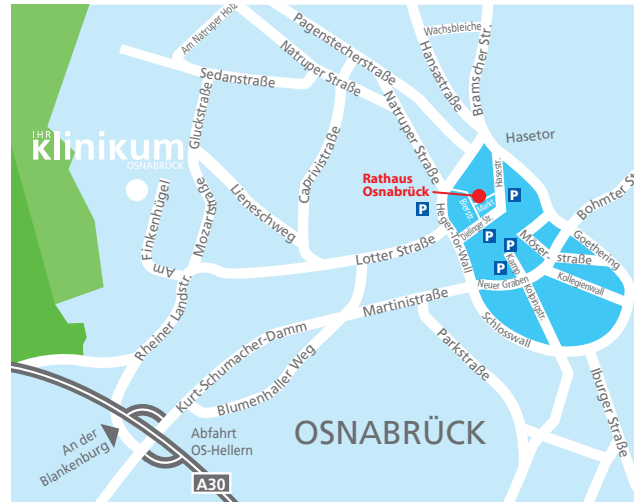 Am Natruper Holz
Pagenstecherstraße
Wachsbleiche
Hansastraße
Bramscher Str.
Natruper Straße
Sedanstraße
Gluckstraße
IHR
Klinikum
OSNABRÜCK
Caprivistraße
Natruper Straße
Hasetor
Hasestr.
Rathaus
Osnabrück
Markt
Bierstr.
P
P
Bohmter St
Finkenhügel
Am
Mozartstraße
Lieneschweg
Heger-Tor-Wall
Dielinger Str.
P
P
P
Möser-
straße
Goethering
Kollegienwall
Lotter Straße
Kamp
Neuer Graben
Kolpingstr.
Rheiner Landstr.
Martinistraße
Schlosswall
Kurt-Schumacher-Damm
Blumenhaller Weg
Parkstraße
Iburger Straße
An der
Blankenburg
Abfahrt
OS-Hellern
OSNABRÜCK
A30